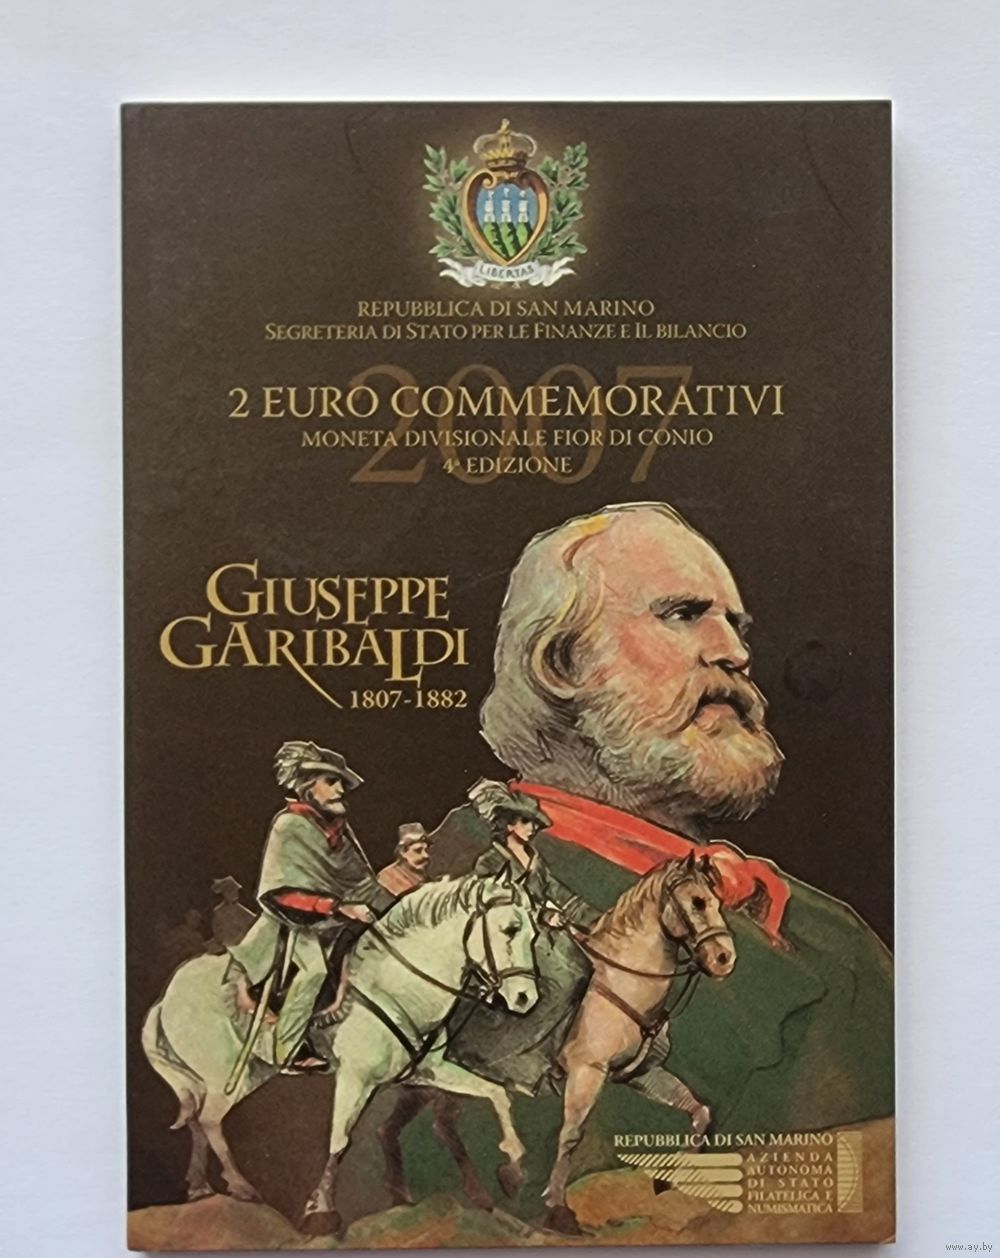 LIBERTAS
REPUBBLICA DI SAN MARINO
SEGRETERIA DI STATO PER LE FINANZE E IL BILANCIO
2007
2 EURO COMMEMORATIVI
MONETA DIVISIONALE FIOR DI CONIO
4ª EDIZIONE
GIUSEPPE
GARIBALDI
1807-1882
REPUBBLICA DI SAN MARINO
AZIENDA
AUTONOMA
DI STATO
FILATELICA E
NUMISMATICA
www.ay.by